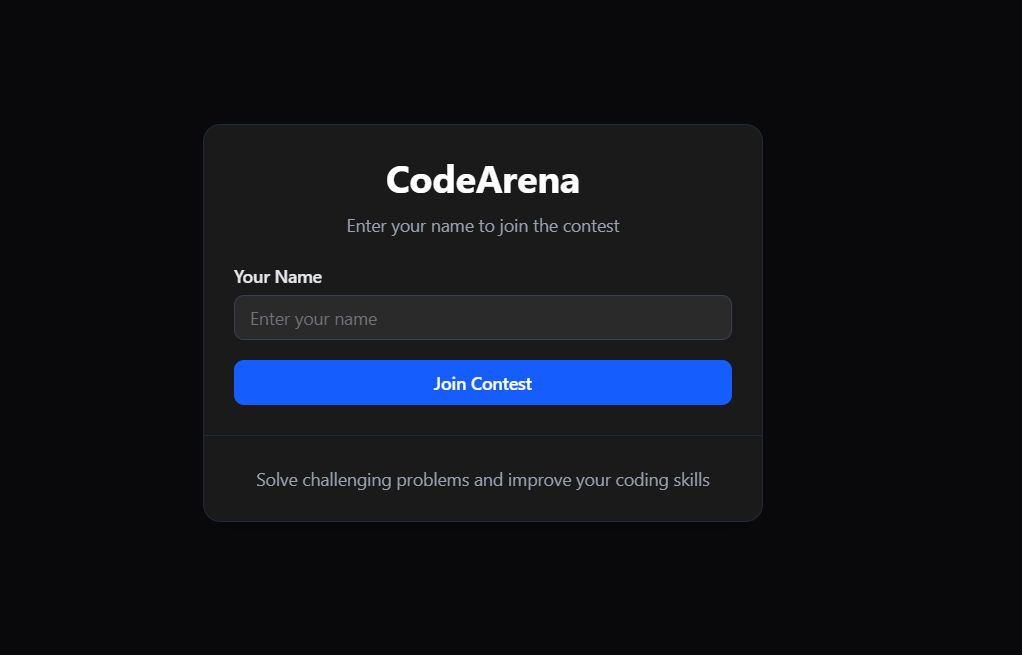 CodeArena
Enter your name to join the contest
Your Name
Enter your name
Join Contest
Solve challenging problems and improve your coding skills